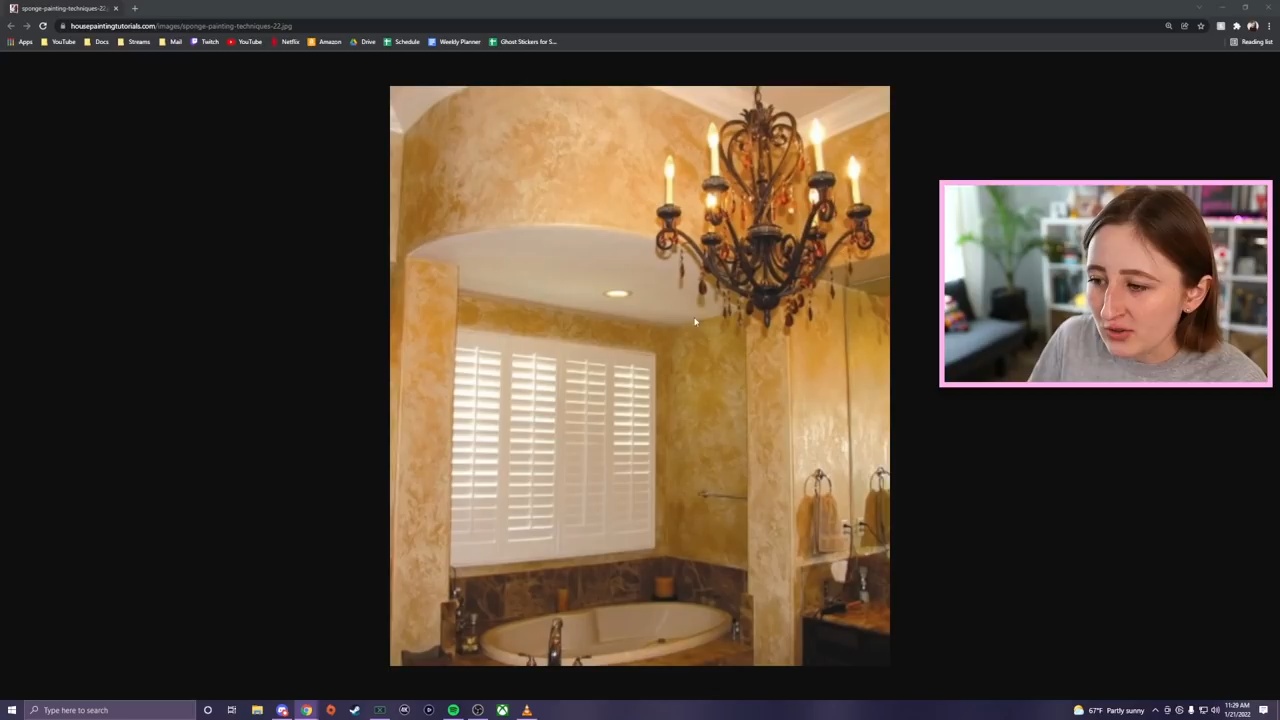 sponge-painting-techniques-22.j
housepaintingtutorials.com/images/sponge-painting-techniques-22.jpg
Apps YouTube Docs Streams Mail Twitch YouTube Netflix Amazon Drive Schedule Weekly Planner Ghost Stickers for S... Reading list
Type here to search
67°F Partly sunny
11:29 AM
1/21/2022